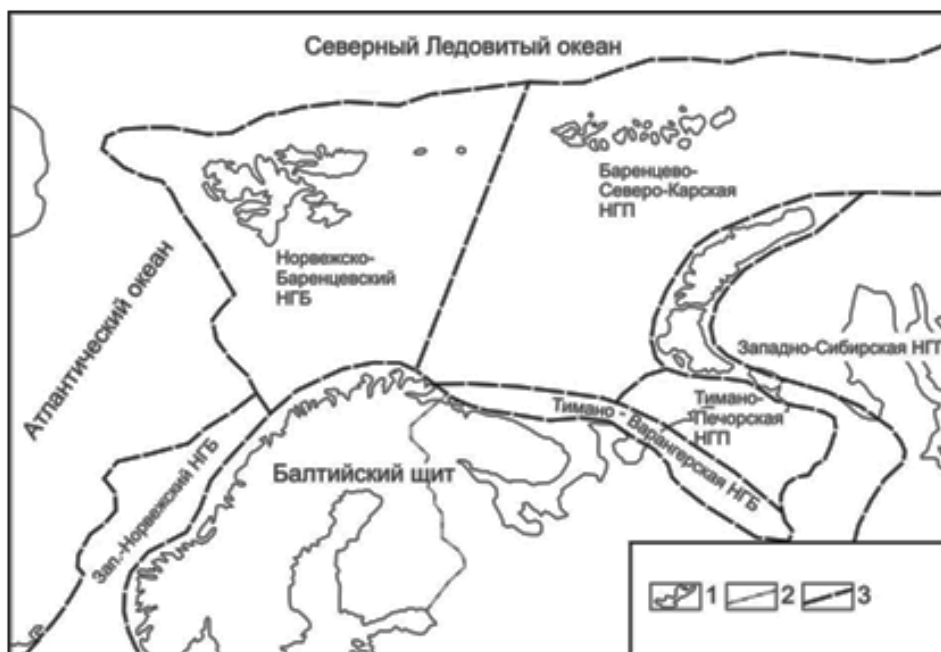 Северный Ледовитый океан
Баренцево-
Северо-Карская
НГП
Норвежско-
Баренцевский
НГБ
Атлантический океан
Западно-Сибирская НГП
Тимано-
Печорская
НГП
Тимано - Варангерская НГБ
Балтийский щит
Зап.-Норвежский НГБ
1 2 3